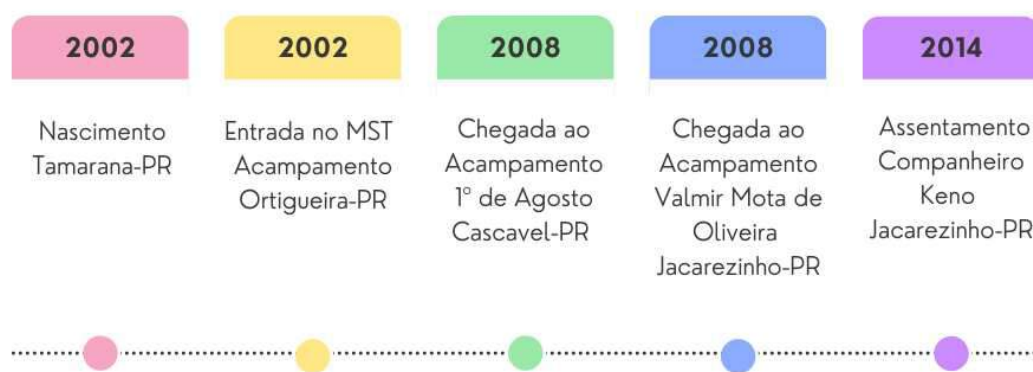 2002
Nascimento
Tamarana-PR
2002
Entrada no MST
Acampamento
Ortigueira-PR
2008
Chegada ao
Acampamento
1º de Agosto
Cascavel-PR
2008
Chegada ao
Acampamento
Valmir Mota de
Oliveira
Jacarezinho-PR
2014
Assentamento
Companheiro
Keno
Jacarezinho-PR